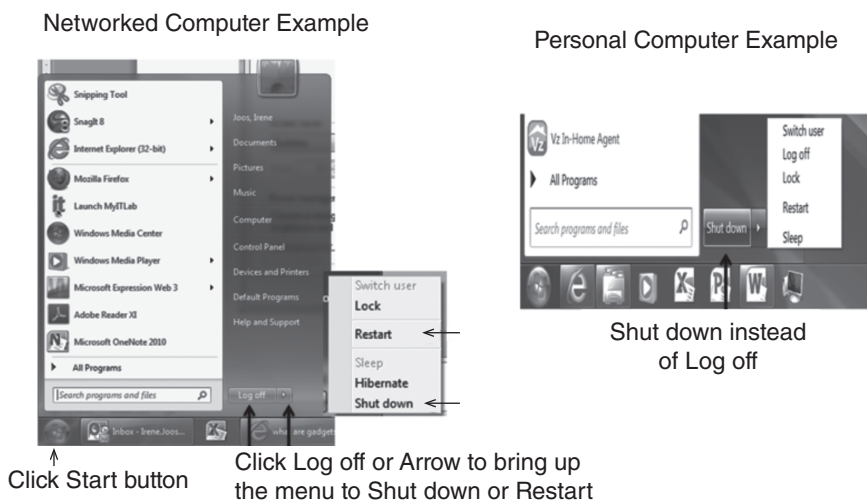 Networked Computer Example
Snipping Tool
SnagIt 8
Internet Explorer (32-bit)
Mozilla Firefox
Launch MyITLab
Windows Media Center
Windows Media Player
Microsoft Expression Web 3
Adobe Reader XI
Microsoft OneNote 2010
All Programs
Search programs and files
Joos, Irene
Documents
Pictures
Music
Computer
Control Panel
Devices and Printers
Default Programs
Help and Support
Log off
Switch user
Lock
Restart
Sleep
Hibernate
Shut down
Inbox - Irene.Joos...
what are gadgets
Click Start button
Click Log off or Arrow to bring up
the menu to Shut down or Restart
Personal Computer Example
Vz In-Home Agent
All Programs
Search programs and files
Shut down
Switch user
Log off
Lock
Restart
Sleep
Shut down instead
of Log off